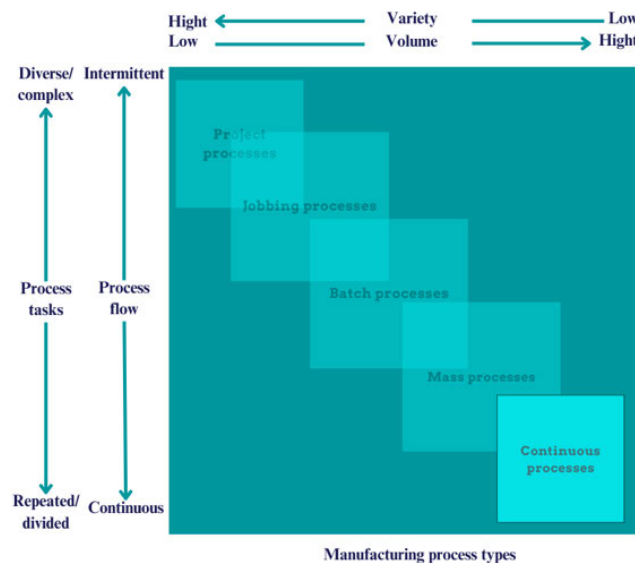 Hight Variety Low
Low Volume Hight
Diverse/ Intermittent
complex
Project
processes
Jobbing processes
Process Process
tasks flow
Batch processes
Mass processes
Continuous
processes
Repeated/ Continuous
divided
Manufacturing process types